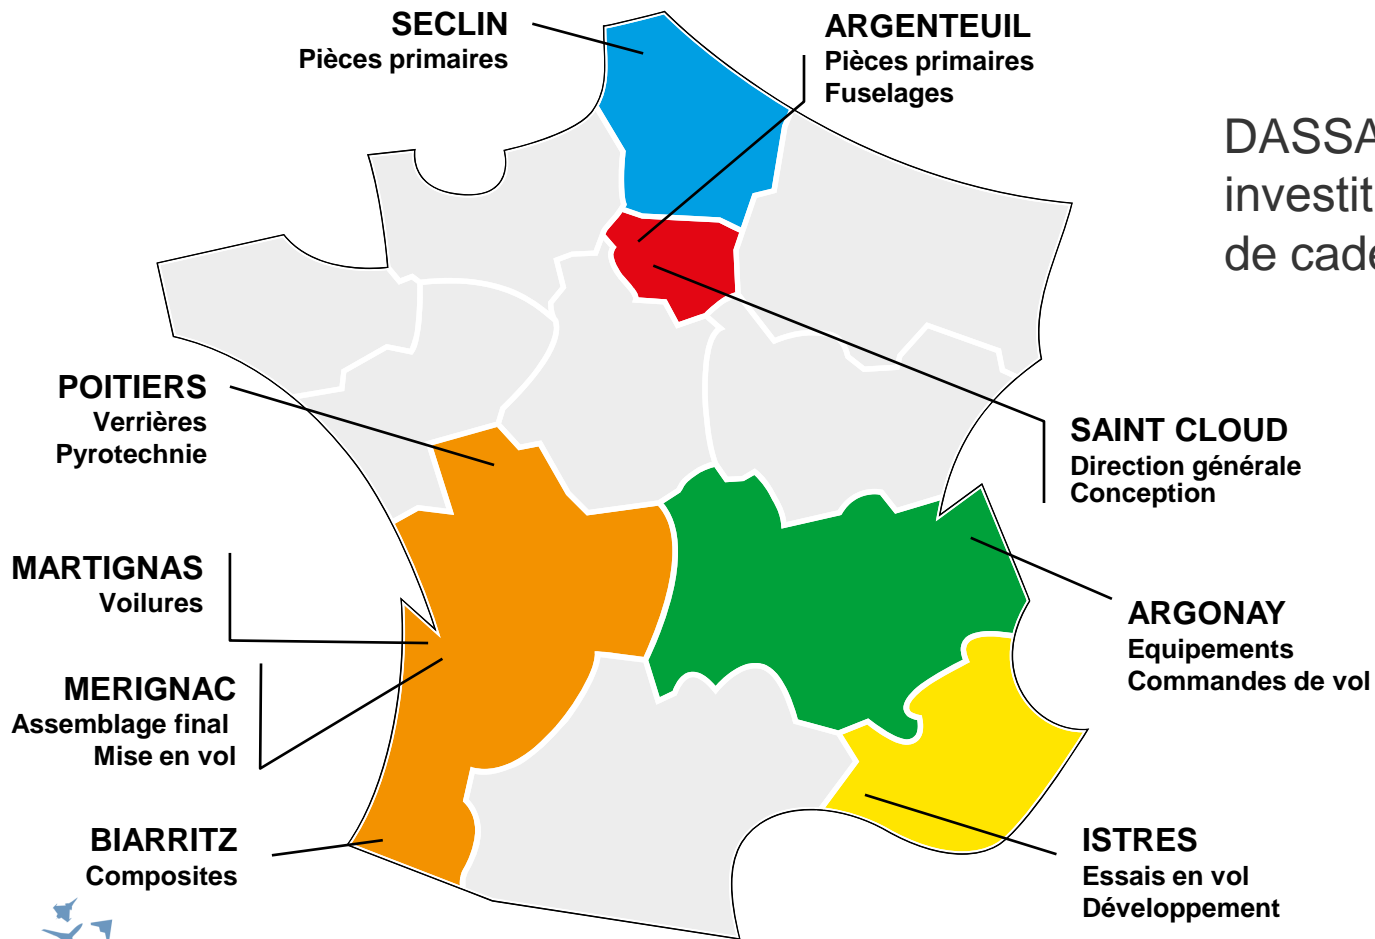 SECLIN
Pièces primaires
ARGENTEUIL
Pièces primaires
Fuselages
investit
POITIERS
Verrières
Pyrotechnie
SAINT CLOUD
Direction générale
Conception
MARTIGNAS
Voilures
ARGONAY
Equipements
Commandes de vol
MERIGNAC
Assemblage final
Mise en vol
BIARRITZ
Composites
ISTRES
Essais en vol
Développement